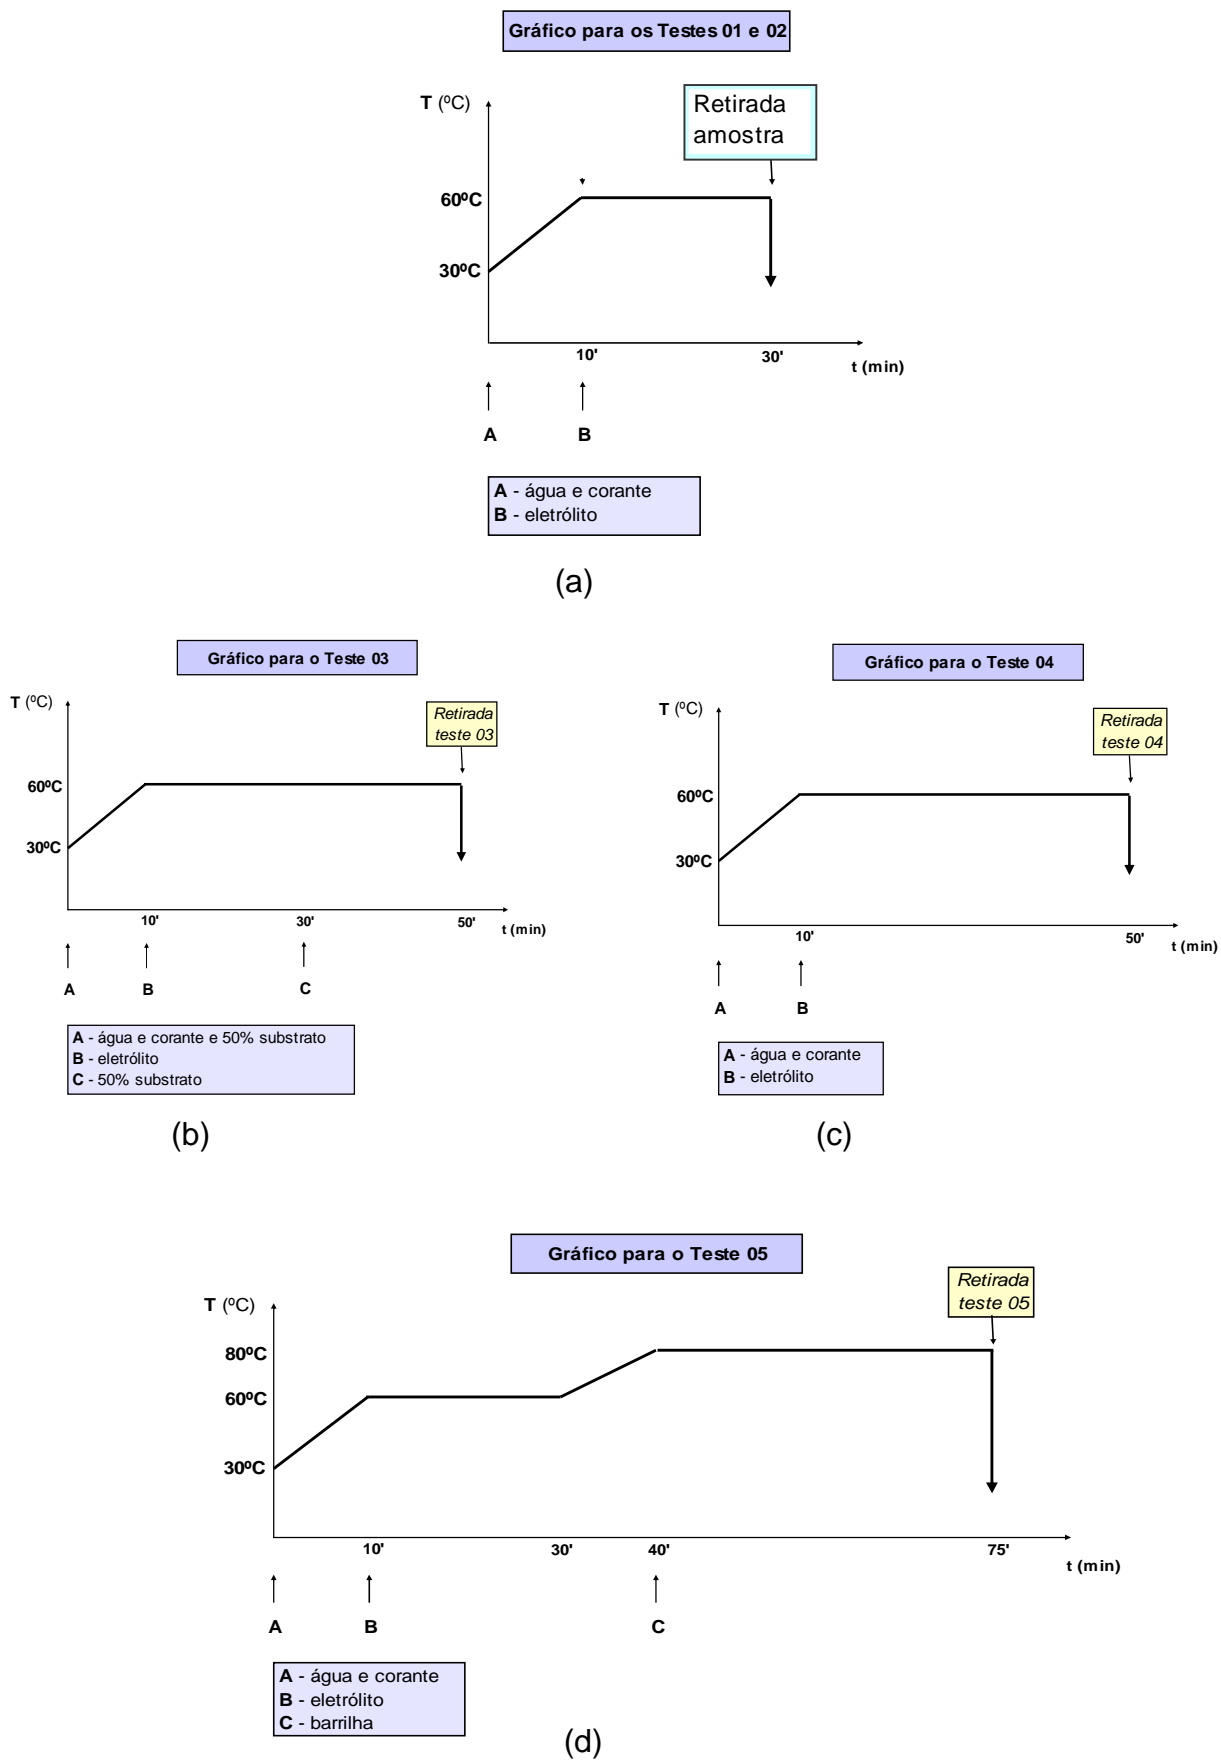 Gráfico para os Testes 01 e 02
T (ºC)
Retirada
amostra
60ºC
30ºC
10'
30'
t (min)
A
B
A - água e corante
B - eletrólito
(a)
Gráfico para o Teste 03
T (ºC)
Retirada
teste 03
60ºC
30ºC
10'
30'
50'
t (min)
A
B
C
A - água e corante e 50% substrato
B - eletrólito
C - 50% substrato
(b)
Gráfico para o Teste 04
T (ºC)
Retirada
teste 04
60ºC
30ºC
10'
50'
t (min)
A
B
A - água e corante
B - eletrólito
(c)
Gráfico para o Teste 05
T (ºC)
Retirada
teste 05
80ºC
60ºC
30ºC
10'
30'
40'
75'
t (min)
A
B
C
A - água e corante
B - eletrólito
C - barrilha
(d)